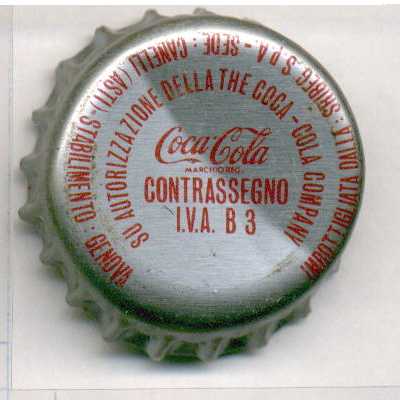 SU AUTORIZZAZIONE DELLA THE COCA-COLA COMPANY
IMBOTTIGLIATA DALLA: S.P.A - SEDE: CANELLI (ASTI)-STABILIMENTO: GENOVA
Coca-Cola
MARCHIO REG.
CONTRASSEGNO
I.V.A. B 3